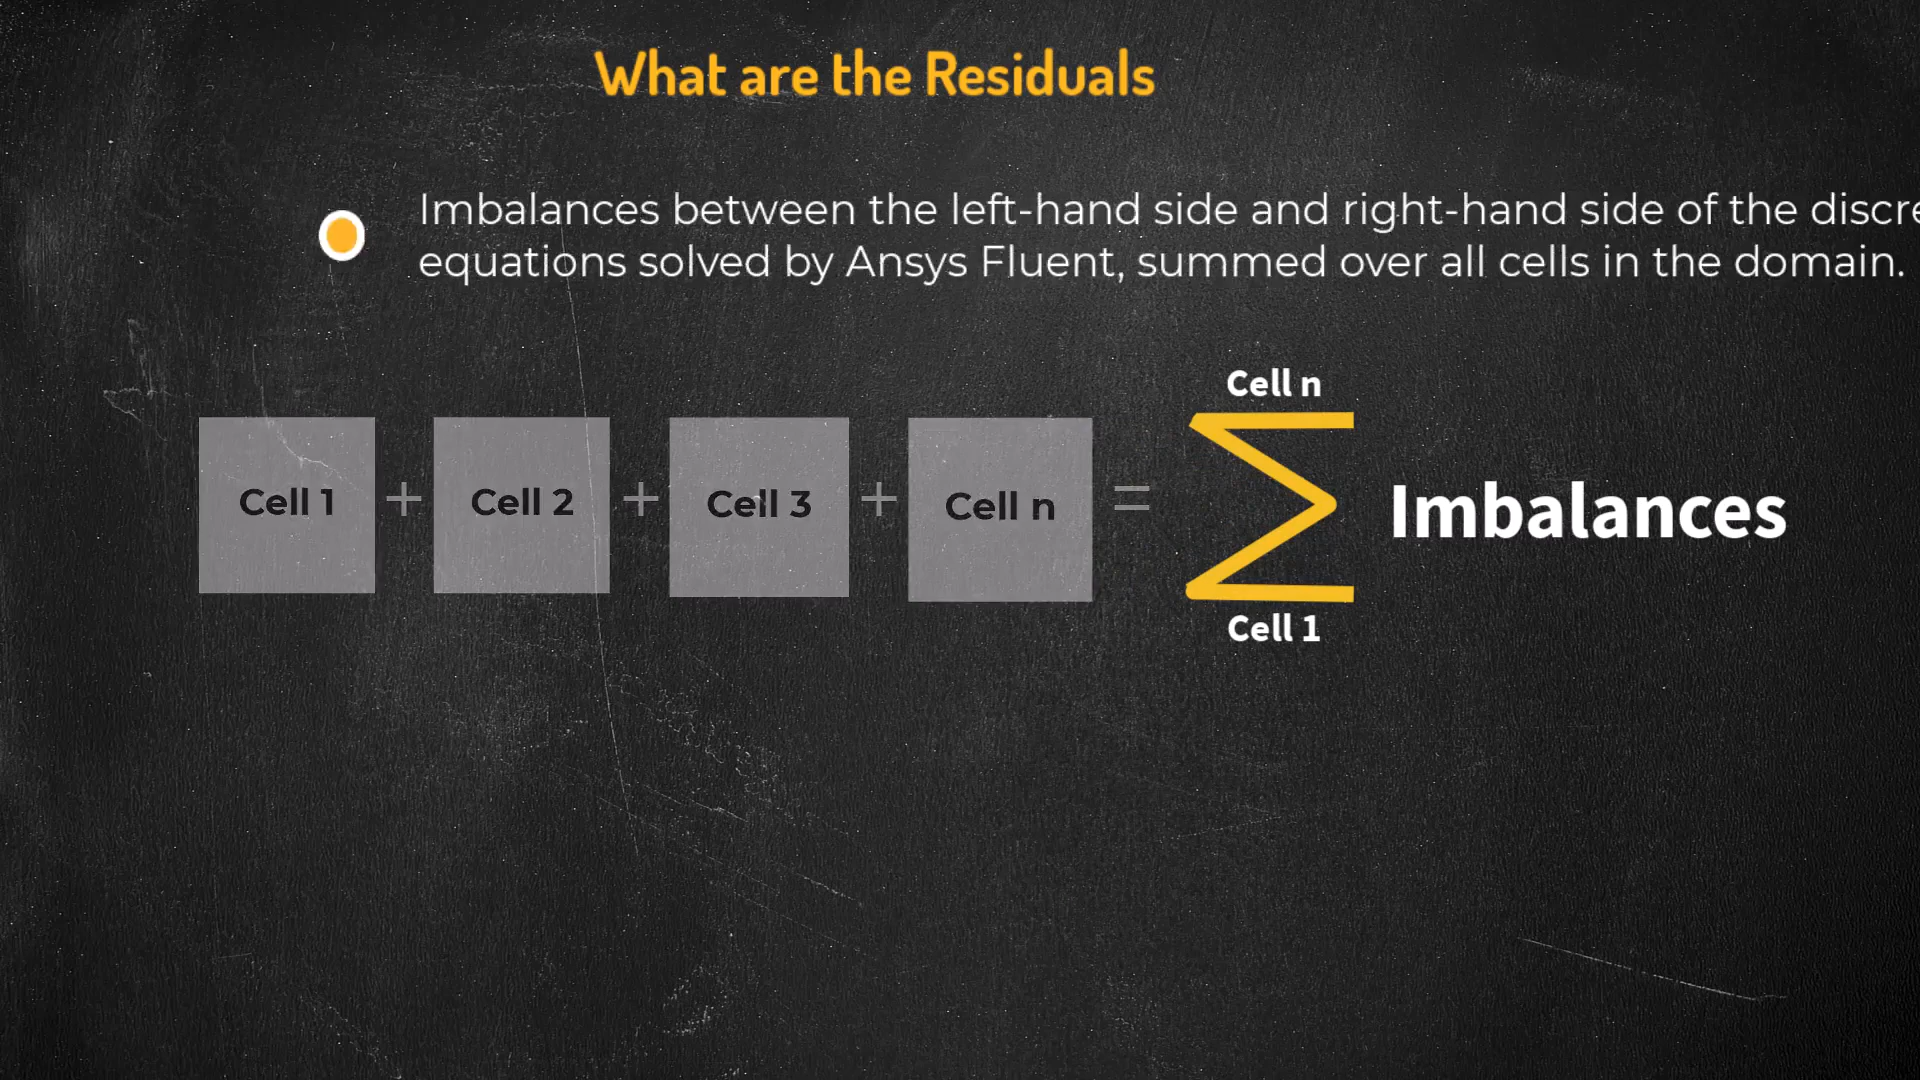 What are the Residuals
Imbalances between the left-hand side and right-hand side of the
equations solved by Ansys Fluent, summed over all cells in the domain.
Cell n
Cell 1 + Cell 2 + Cell 3 + Cell n = ∑ Imbalances
Cell 1